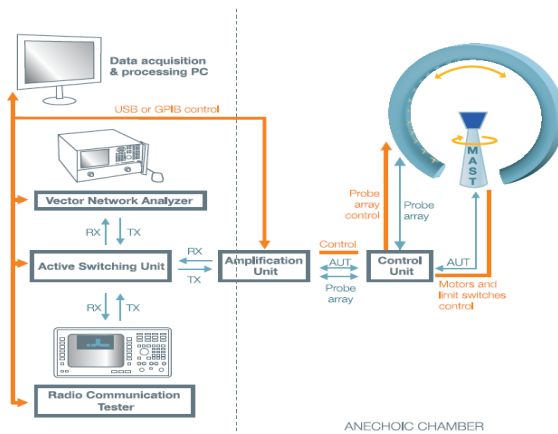 Data acquisition
& processing PC
USB or GPIB control
Vector Network Analyzer
RX
TX
Active Switching Unit
RX
TX
Amplification
Unit
Control
AUT
Probe
array
Control
Unit
Probe
array
control
Probe
array
MAST
AUT
Motors and
limit switches
control
RX
TX
Radio Communication
Tester
ANECHOIC CHAMBER